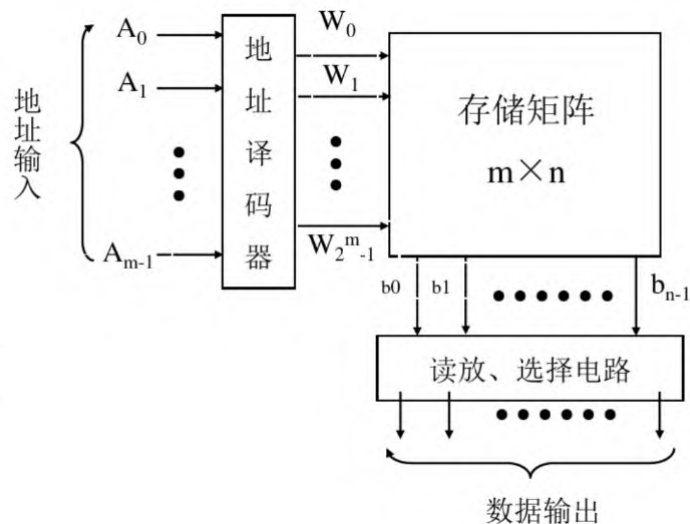 地址输入
A₀
A₁
Aₘ₋₁
地址译码器
W₀
W₁
W₂ᵐ₋₁
存储矩阵
m×n
b0
b1
bₙ₋₁
读放、选择电路
数据输出